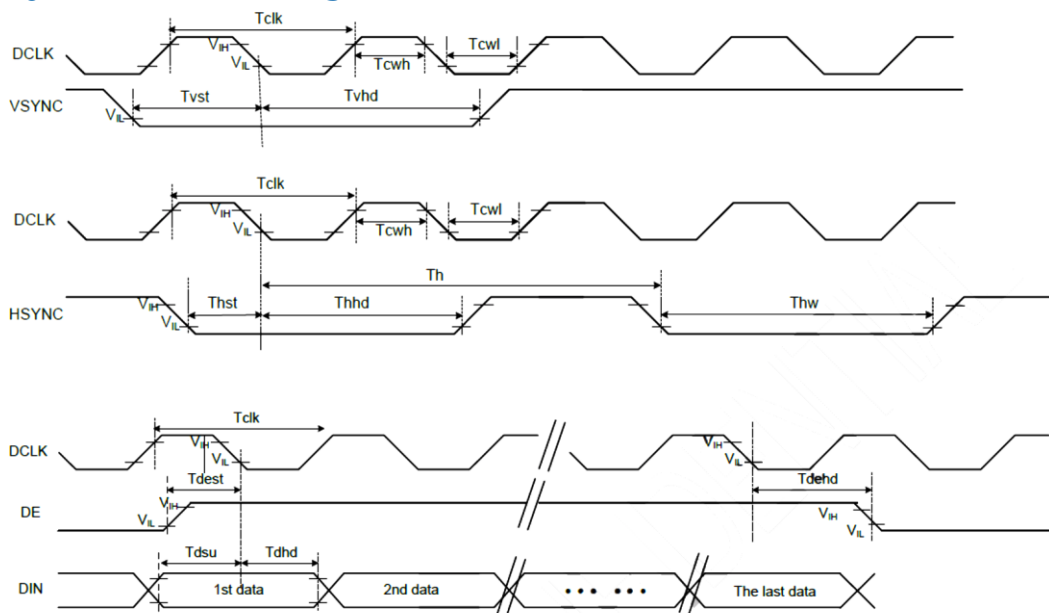 Tclk
DCLK
VIH
VIL
Tcwh
Tcwl
VSYNC
VIL
Tvst
Tvhd
Tclk
DCLK
VIH
VIL
Tcwh
Tcwl
Th
HSYNC
VIH
VIL
Thst
Thhd
Thw
Tclk
DCLK
VIH
VIL
VIH
VIL
Tdest
Tdehd
DE
VIH
VIL
VIH
VIL
Tdsu
Tdhd
DIN
1st data
2nd data
••• •••
The last data